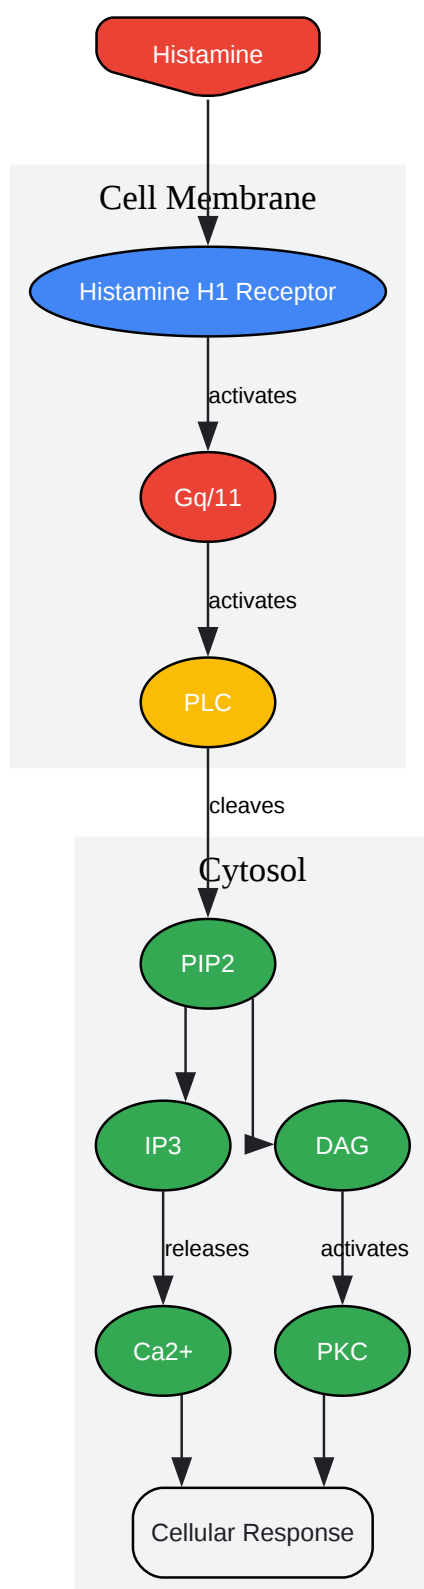 Histamine
Cell Membrane
Histamine H1 Receptor
activates
Gq/11
activates
PLC
cleaves
Cytosol
PIP2
IP3
DAG
releases
activates
Ca2+
PKC
Cellular Response